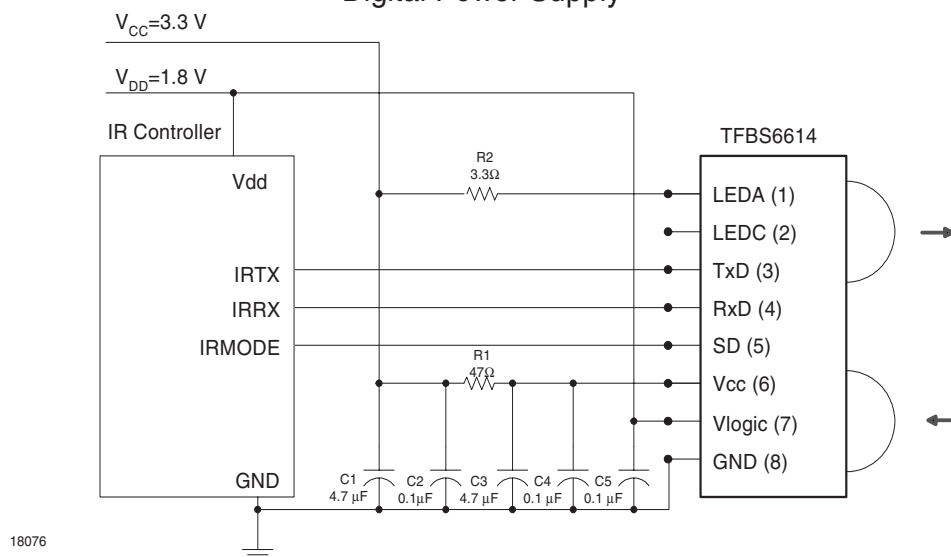 Digital Power Supply
V_CC=3.3 V
V_DD=1.8 V
IR Controller
TFBS6614
Vdd
R2
3.3Ω
LEDA (1)
LEDC (2)
IRTX
TxD (3)
IRRX
RxD (4)
IRMODE
SD (5)
R1
47Ω
Vcc (6)
Vlogic (7)
GND (8)
GND
C1
4.7 µF
C2
0.1µF
C3
4.7 µF
C4
0.1 µF
C5
0.1 µF
18076